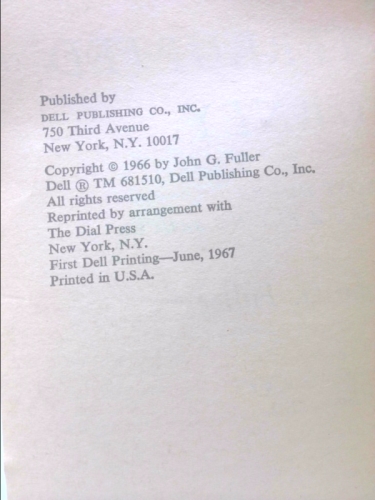 Published by
DELL PUBLISHING CO., INC.
750 Third Avenue
New York, N.Y. 10017
Copyright © 1966 by John G. Fuller
Dell ® TM 681510, Dell Publishing Co., Inc.
All rights reserved
Reprinted by arrangement with
The Dial Press
New York, N.Y.
First Dell Printing—June, 1967
Printed in U.S.A.